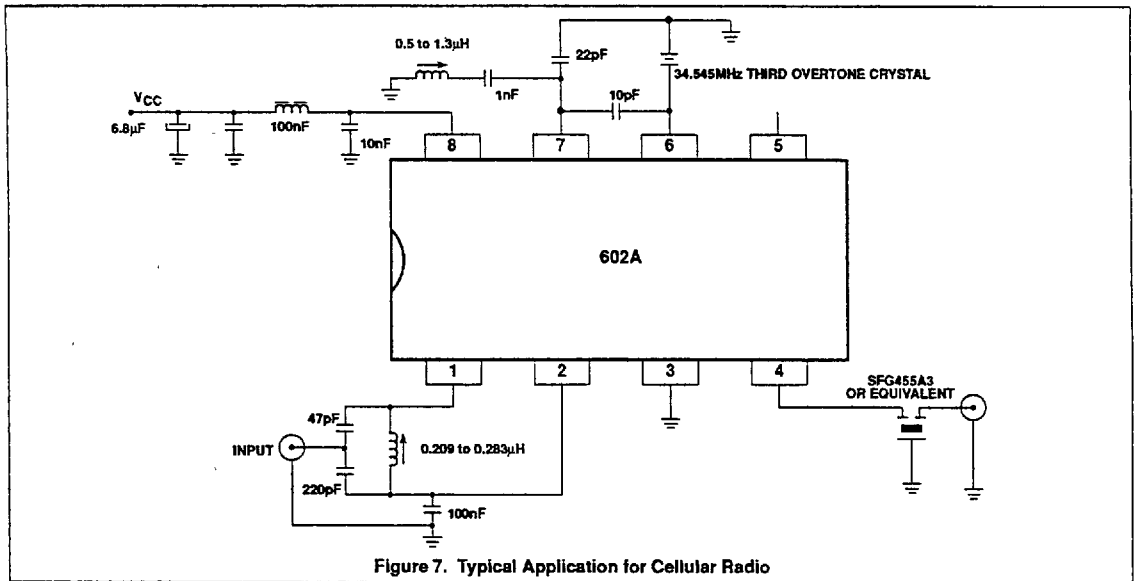 0.5 to 1.3µH
22pF
34.545MHz THIRD OVERTONE CRYSTAL
1nF
10pF
VCC
6.8µF
100nF
10nF
8
7
6
5
602A
1
2
3
4
SFG455A3
OR EQUIVALENT
47pF
INPUT
0.209 to 0.283µH
220pF
100nF
Figure 7. Typical Application for Cellular Radio